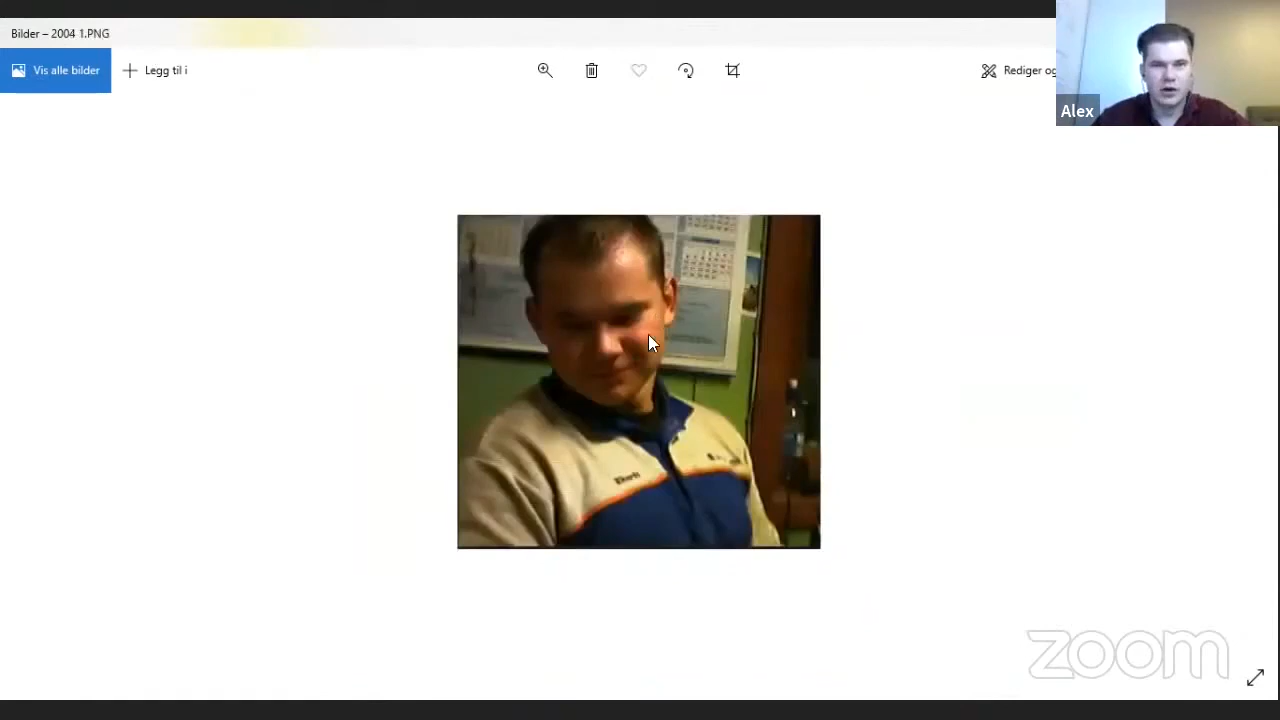 Bilder – 2004 1.PNG
Vis alle bilder
Legg til i
Rediger og
Alex
zoom